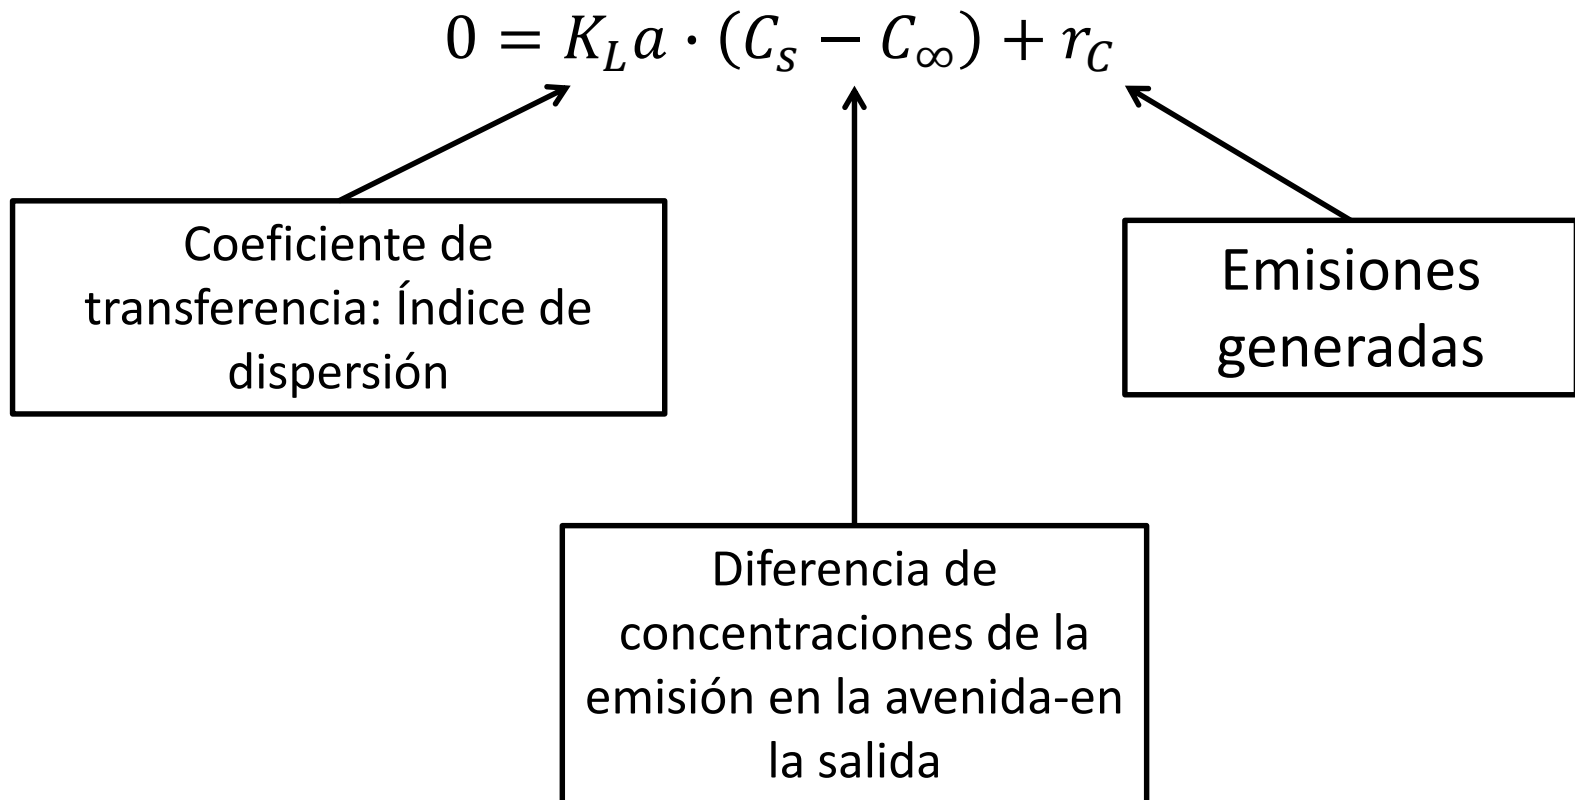 0 = K_L a · (C_s − C_∞) + r_C
Coeficiente de
transferencia: Índice de
dispersión
Emisiones
generadas
Diferencia de
concentraciones de la
emisión en la avenida-en
la salida